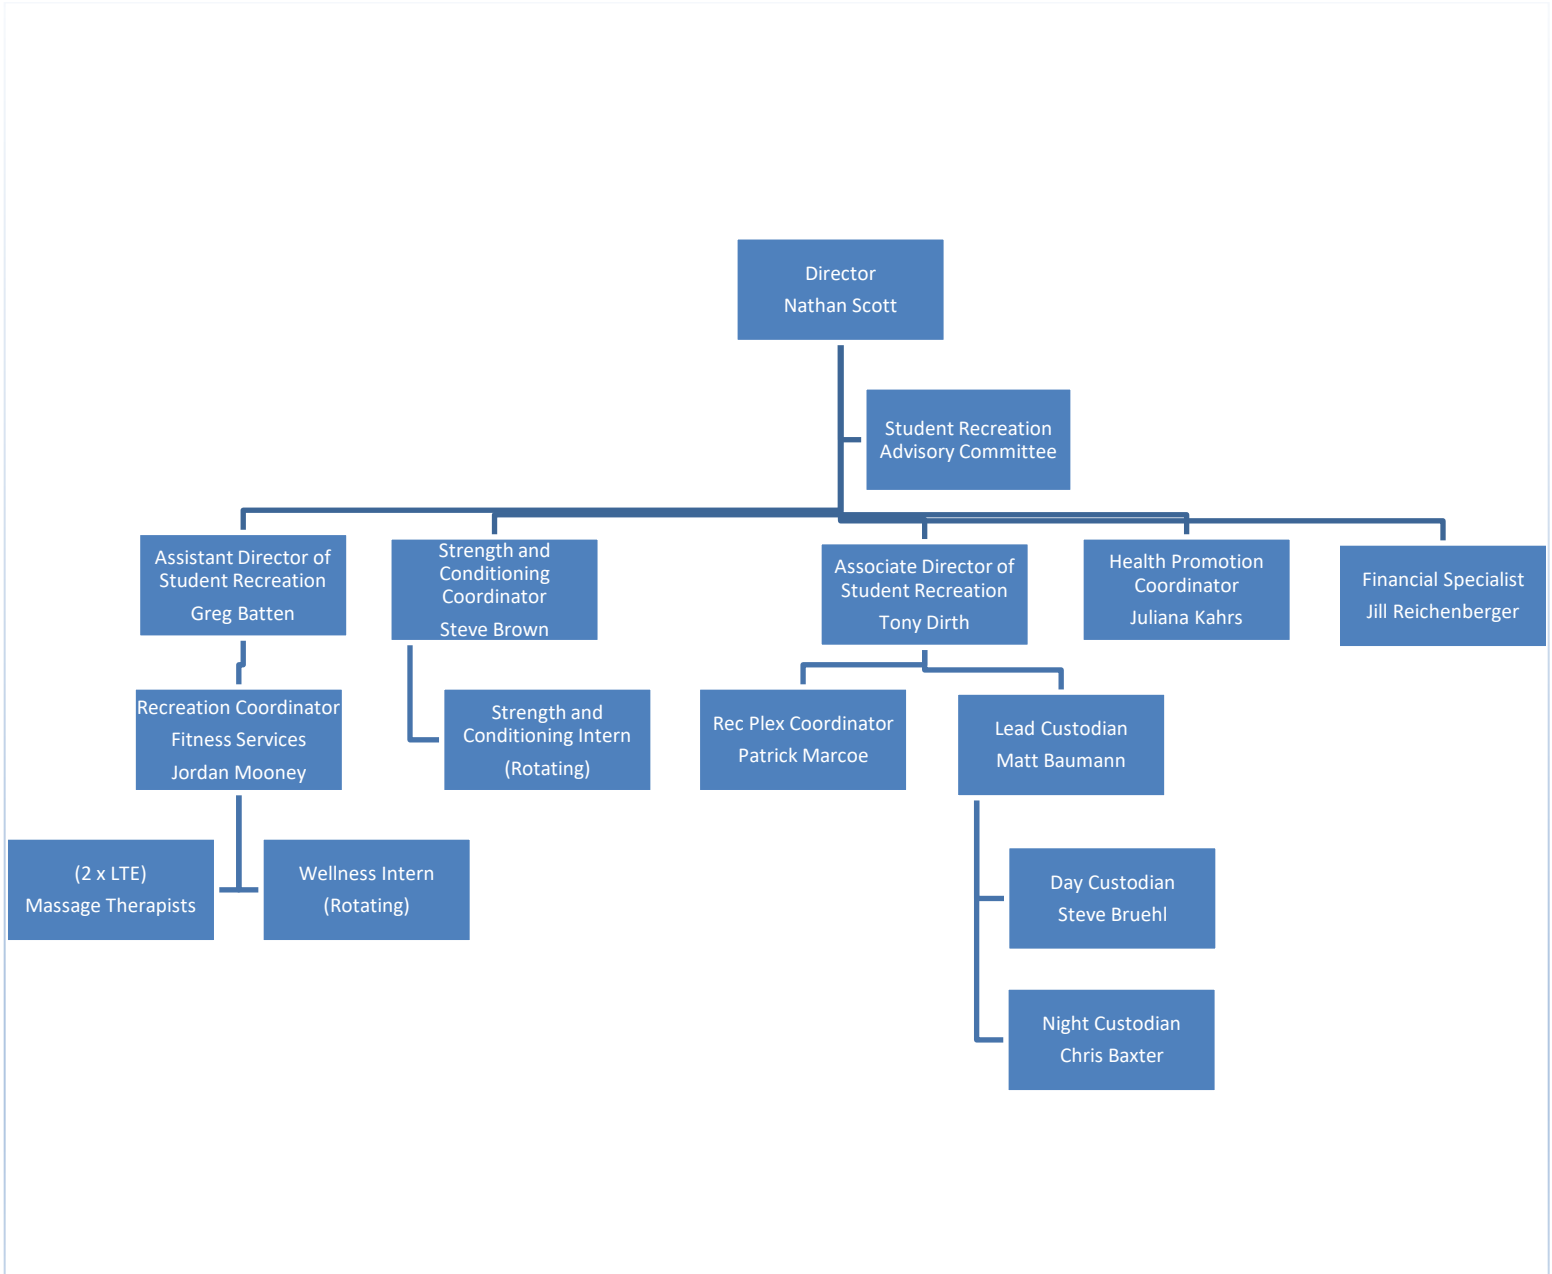 Director
Nathan Scott
Student Recreation
Advisory Committee
Assistant Director of
Student Recreation
Greg Batten
Strength and
Conditioning
Coordinator
Steve Brown
Associate Director of
Student Recreation
Tony Dirth
Health Promotion
Coordinator
Juliana Kahrs
Financial Specialist
Jill Reichenberger
Recreation Coordinator
Fitness Services
Jordan Mooney
Strength and
Conditioning Intern
(Rotating)
Rec Plex Coordinator
Patrick Marcoe
Lead Custodian
Matt Baumann
(2 x LTE)
Massage Therapists
Wellness Intern
(Rotating)
Day Custodian
Steve Bruehl
Night Custodian
Chris Baxter